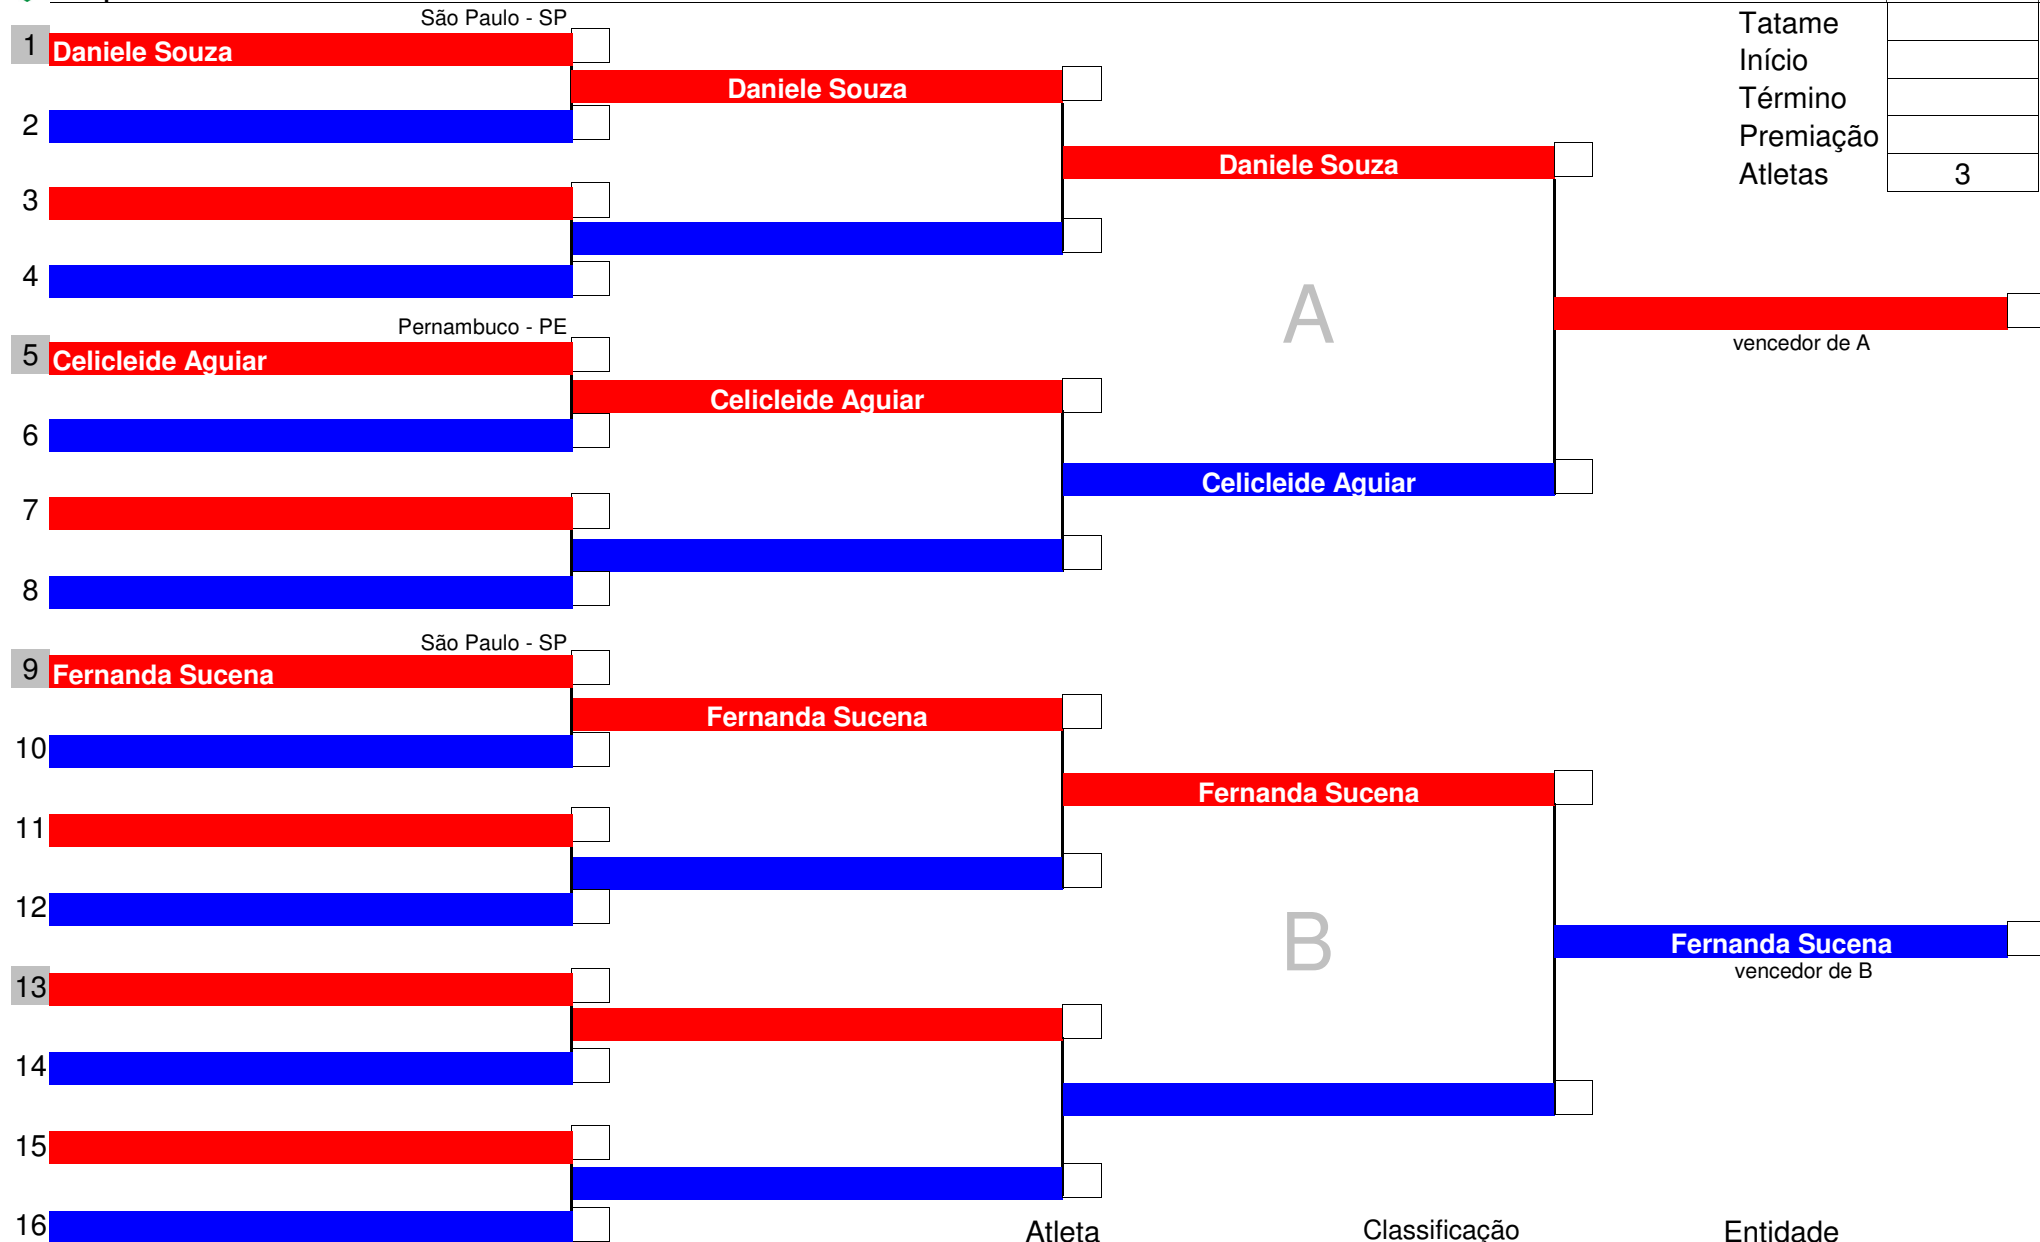 São Paulo - SP
Tatame
1 Daniele Souza
Início
Daniele Souza
Término
2
Premiação
Daniele Souza
Atletas 3
3
4
A
Pernambuco - PE
vencedor de A
5 Celicleide Aguiar
Celicleide Aguiar
6
Celicleide Aguiar
7
8
São Paulo - SP
9 Fernanda Sucena
Fernanda Sucena
10
Fernanda Sucena
11
12
B
Fernanda Sucena
vencedor de B
13
14
15
16
Atleta Classificação Entidade